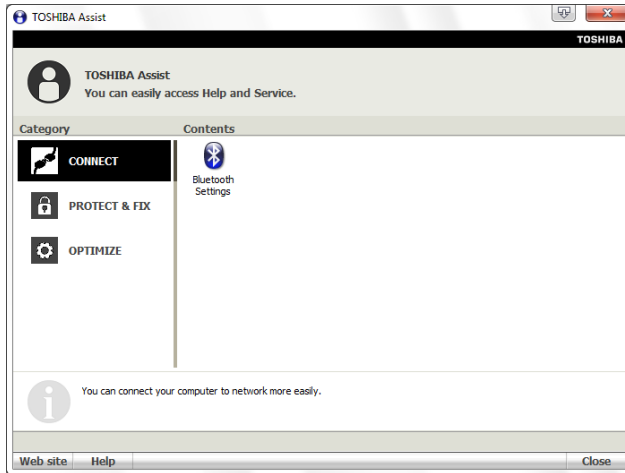 TOSHIBA Assist
TOSHIBA
TOSHIBA Assist
You can easily access Help and Service.
Category
Contents
CONNECT
PROTECT & FIX
OPTIMIZE
Bluetooth
Settings
You can connect your computer to network more easily.
Web site
Help
Close